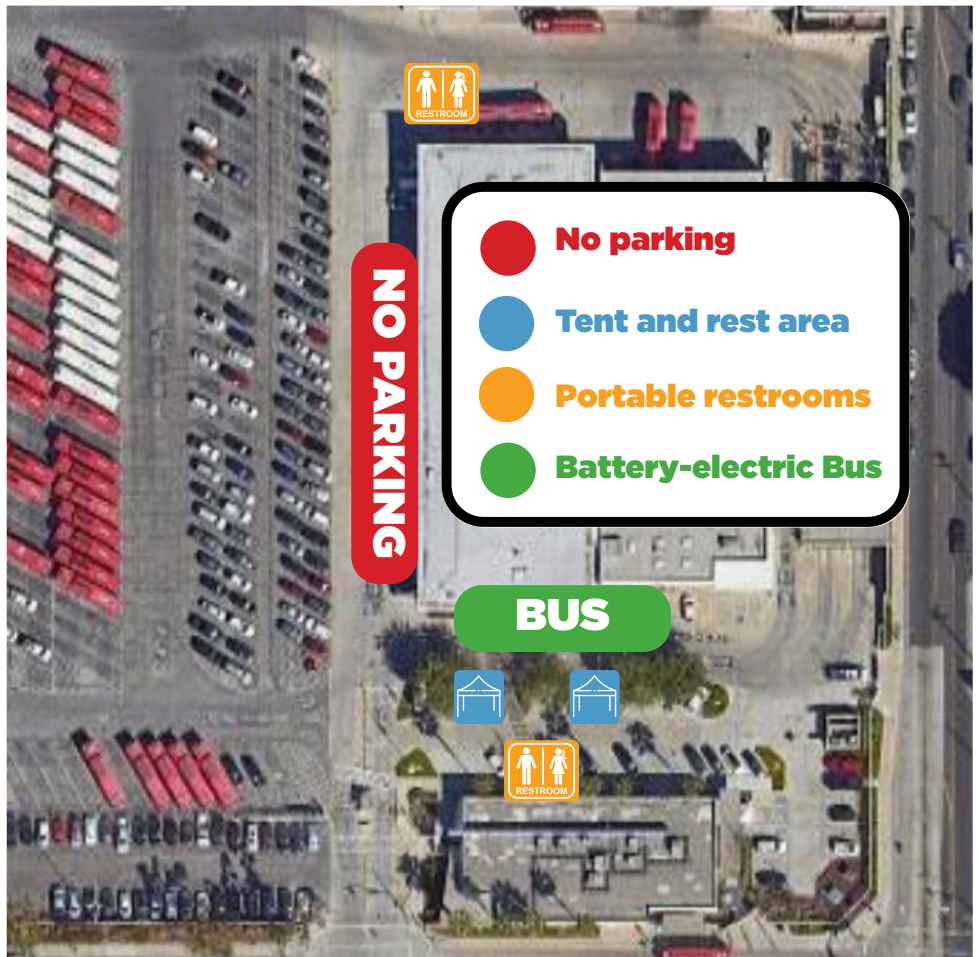 RESTROOM
No parking
Tent and rest area
Portable restrooms
Battery-electric Bus
NO PARKING
BUS
RESTROOM